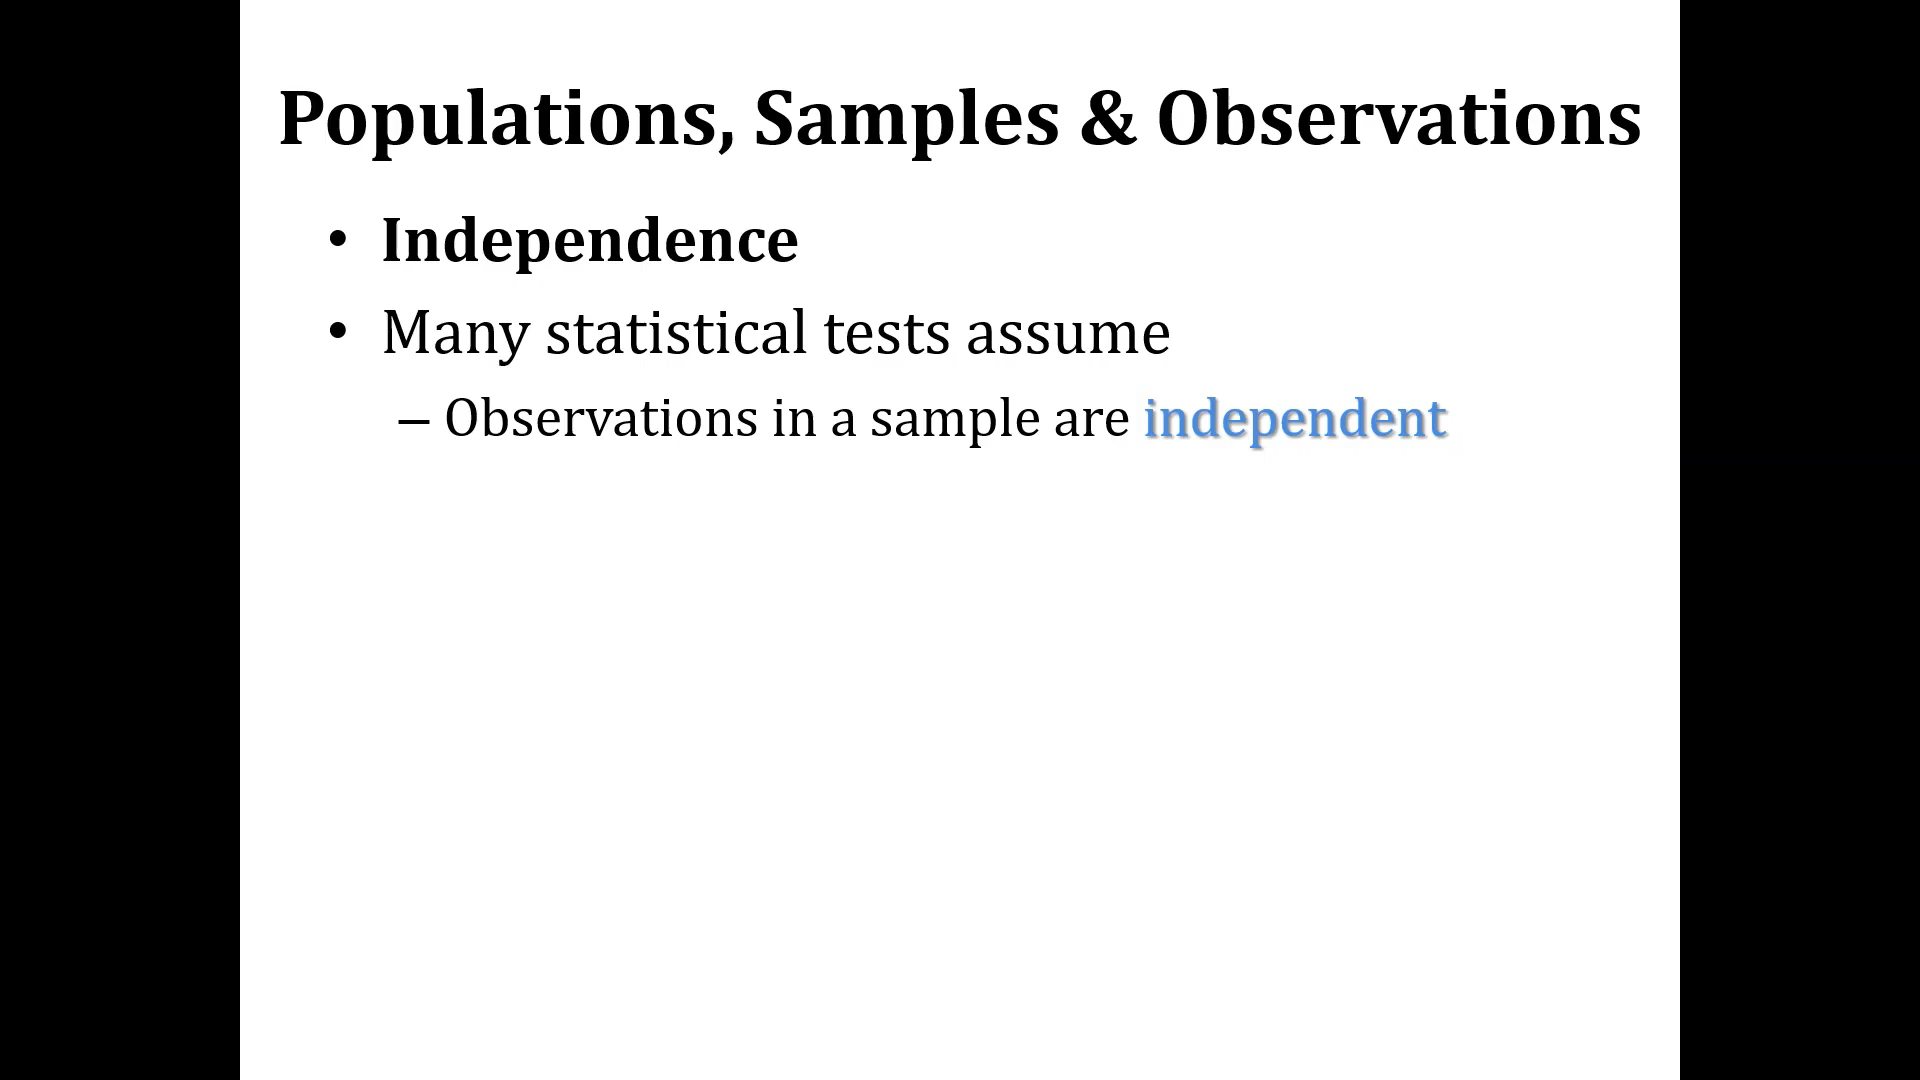 Populations, Samples & Observations
• Independence
• Many statistical tests assume
– Observations in a sample are independent